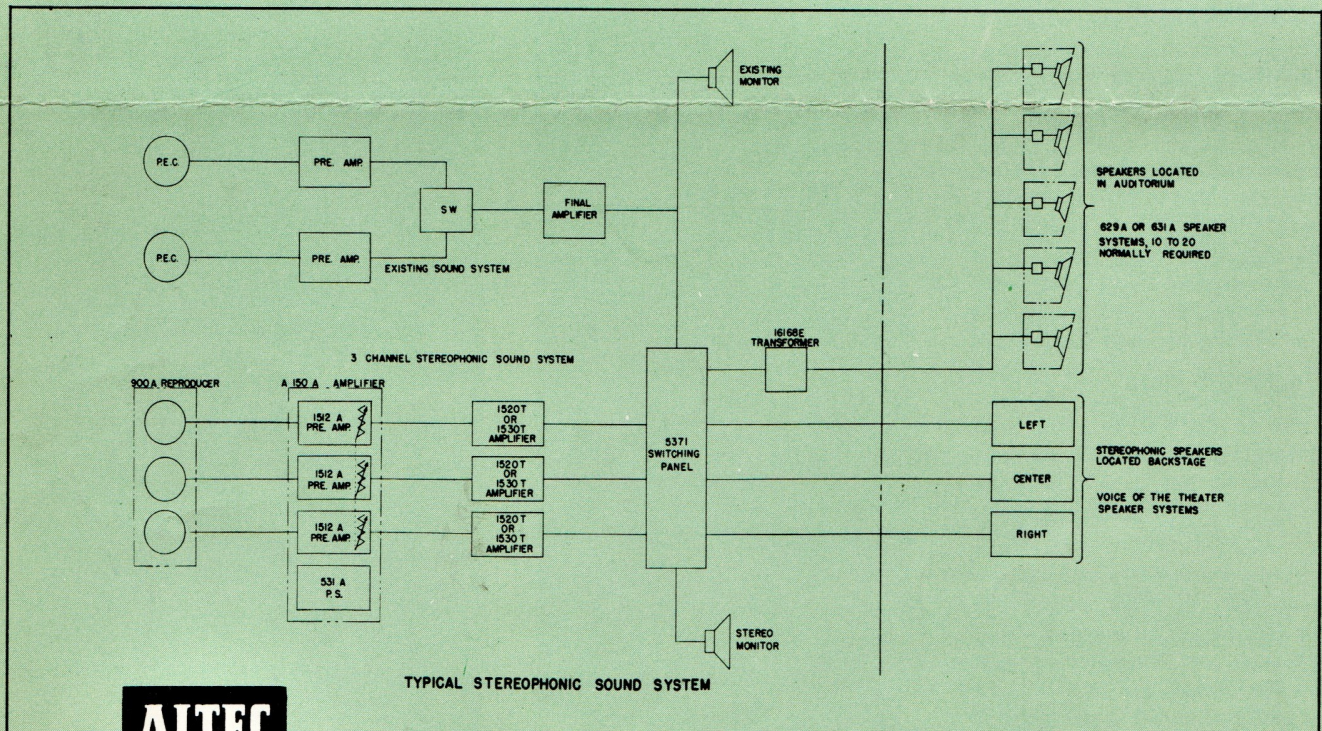 EXISTING
MONITOR
P.E.C.
PRE. AMP.
SW
FINAL
AMPLIFIER
P.E.C.
PRE. AMP.
EXISTING SOUND SYSTEM
SPEAKERS LOCATED
IN AUDITORIUM
629A OR 631A SPEAKER
SYSTEMS, 10 TO 20
NORMALLY REQUIRED
16168E
TRANSFORMER
3 CHANNEL STEREOPHONIC SOUND SYSTEM
900A REPRODUCER
A 150 A AMPLIFIER
1512 A
PRE. AMP.
1520T
OR
1530T
AMPLIFIER
1512 A
PRE. AMP.
1520T
OR
1530 T
AMPLIFIER
1512 A
PRE. AMP.
1520T
OR
1530 T
AMPLIFIER
531 A
P.S.
5371
SWITCHING
PANEL
LEFT
CENTER
RIGHT
STEREOPHONIC SPEAKERS
LOCATED BACKSTAGE
VOICE OF THE THEATER
SPEAKER SYSTEMS
STEREO
MONITOR
TYPICAL STEREOPHONIC SOUND SYSTEM
ALTEC